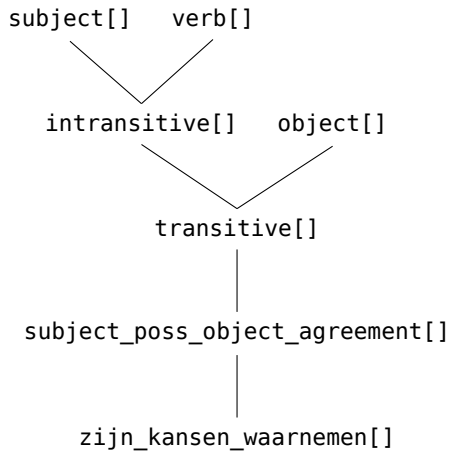 subject[] verb[]
intransitive[] object[]
transitive[]
subject_poss_object_agreement[]
zijn_kansen_waarnemen[]